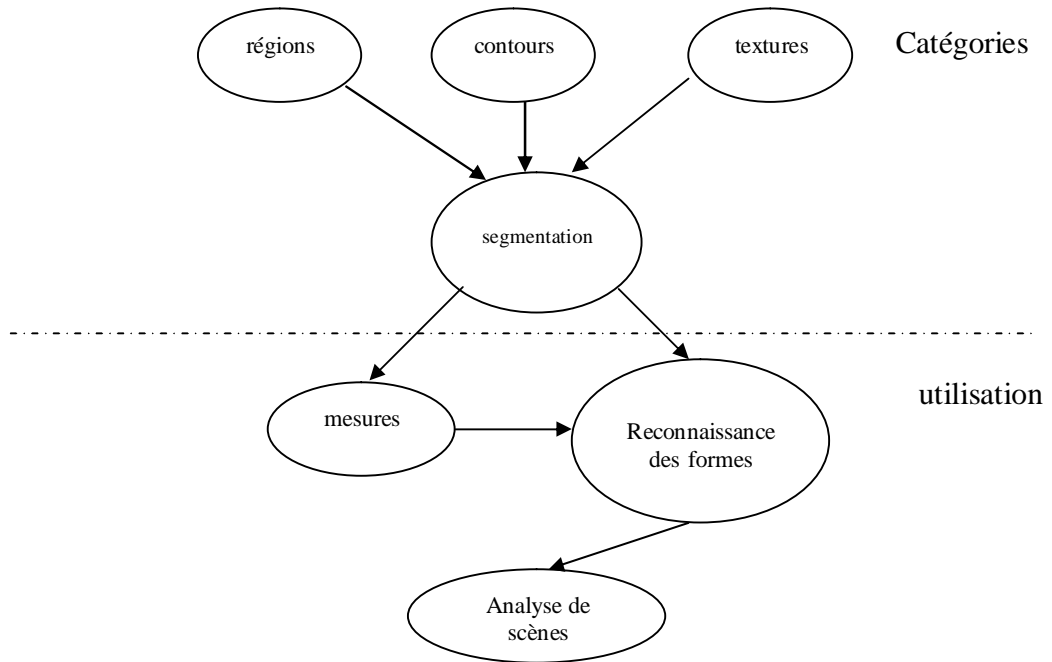 régions
contours
textures
Catégories
segmentation
utilisation
mesures
Reconnaissance
des formes
Analyse de
scènes